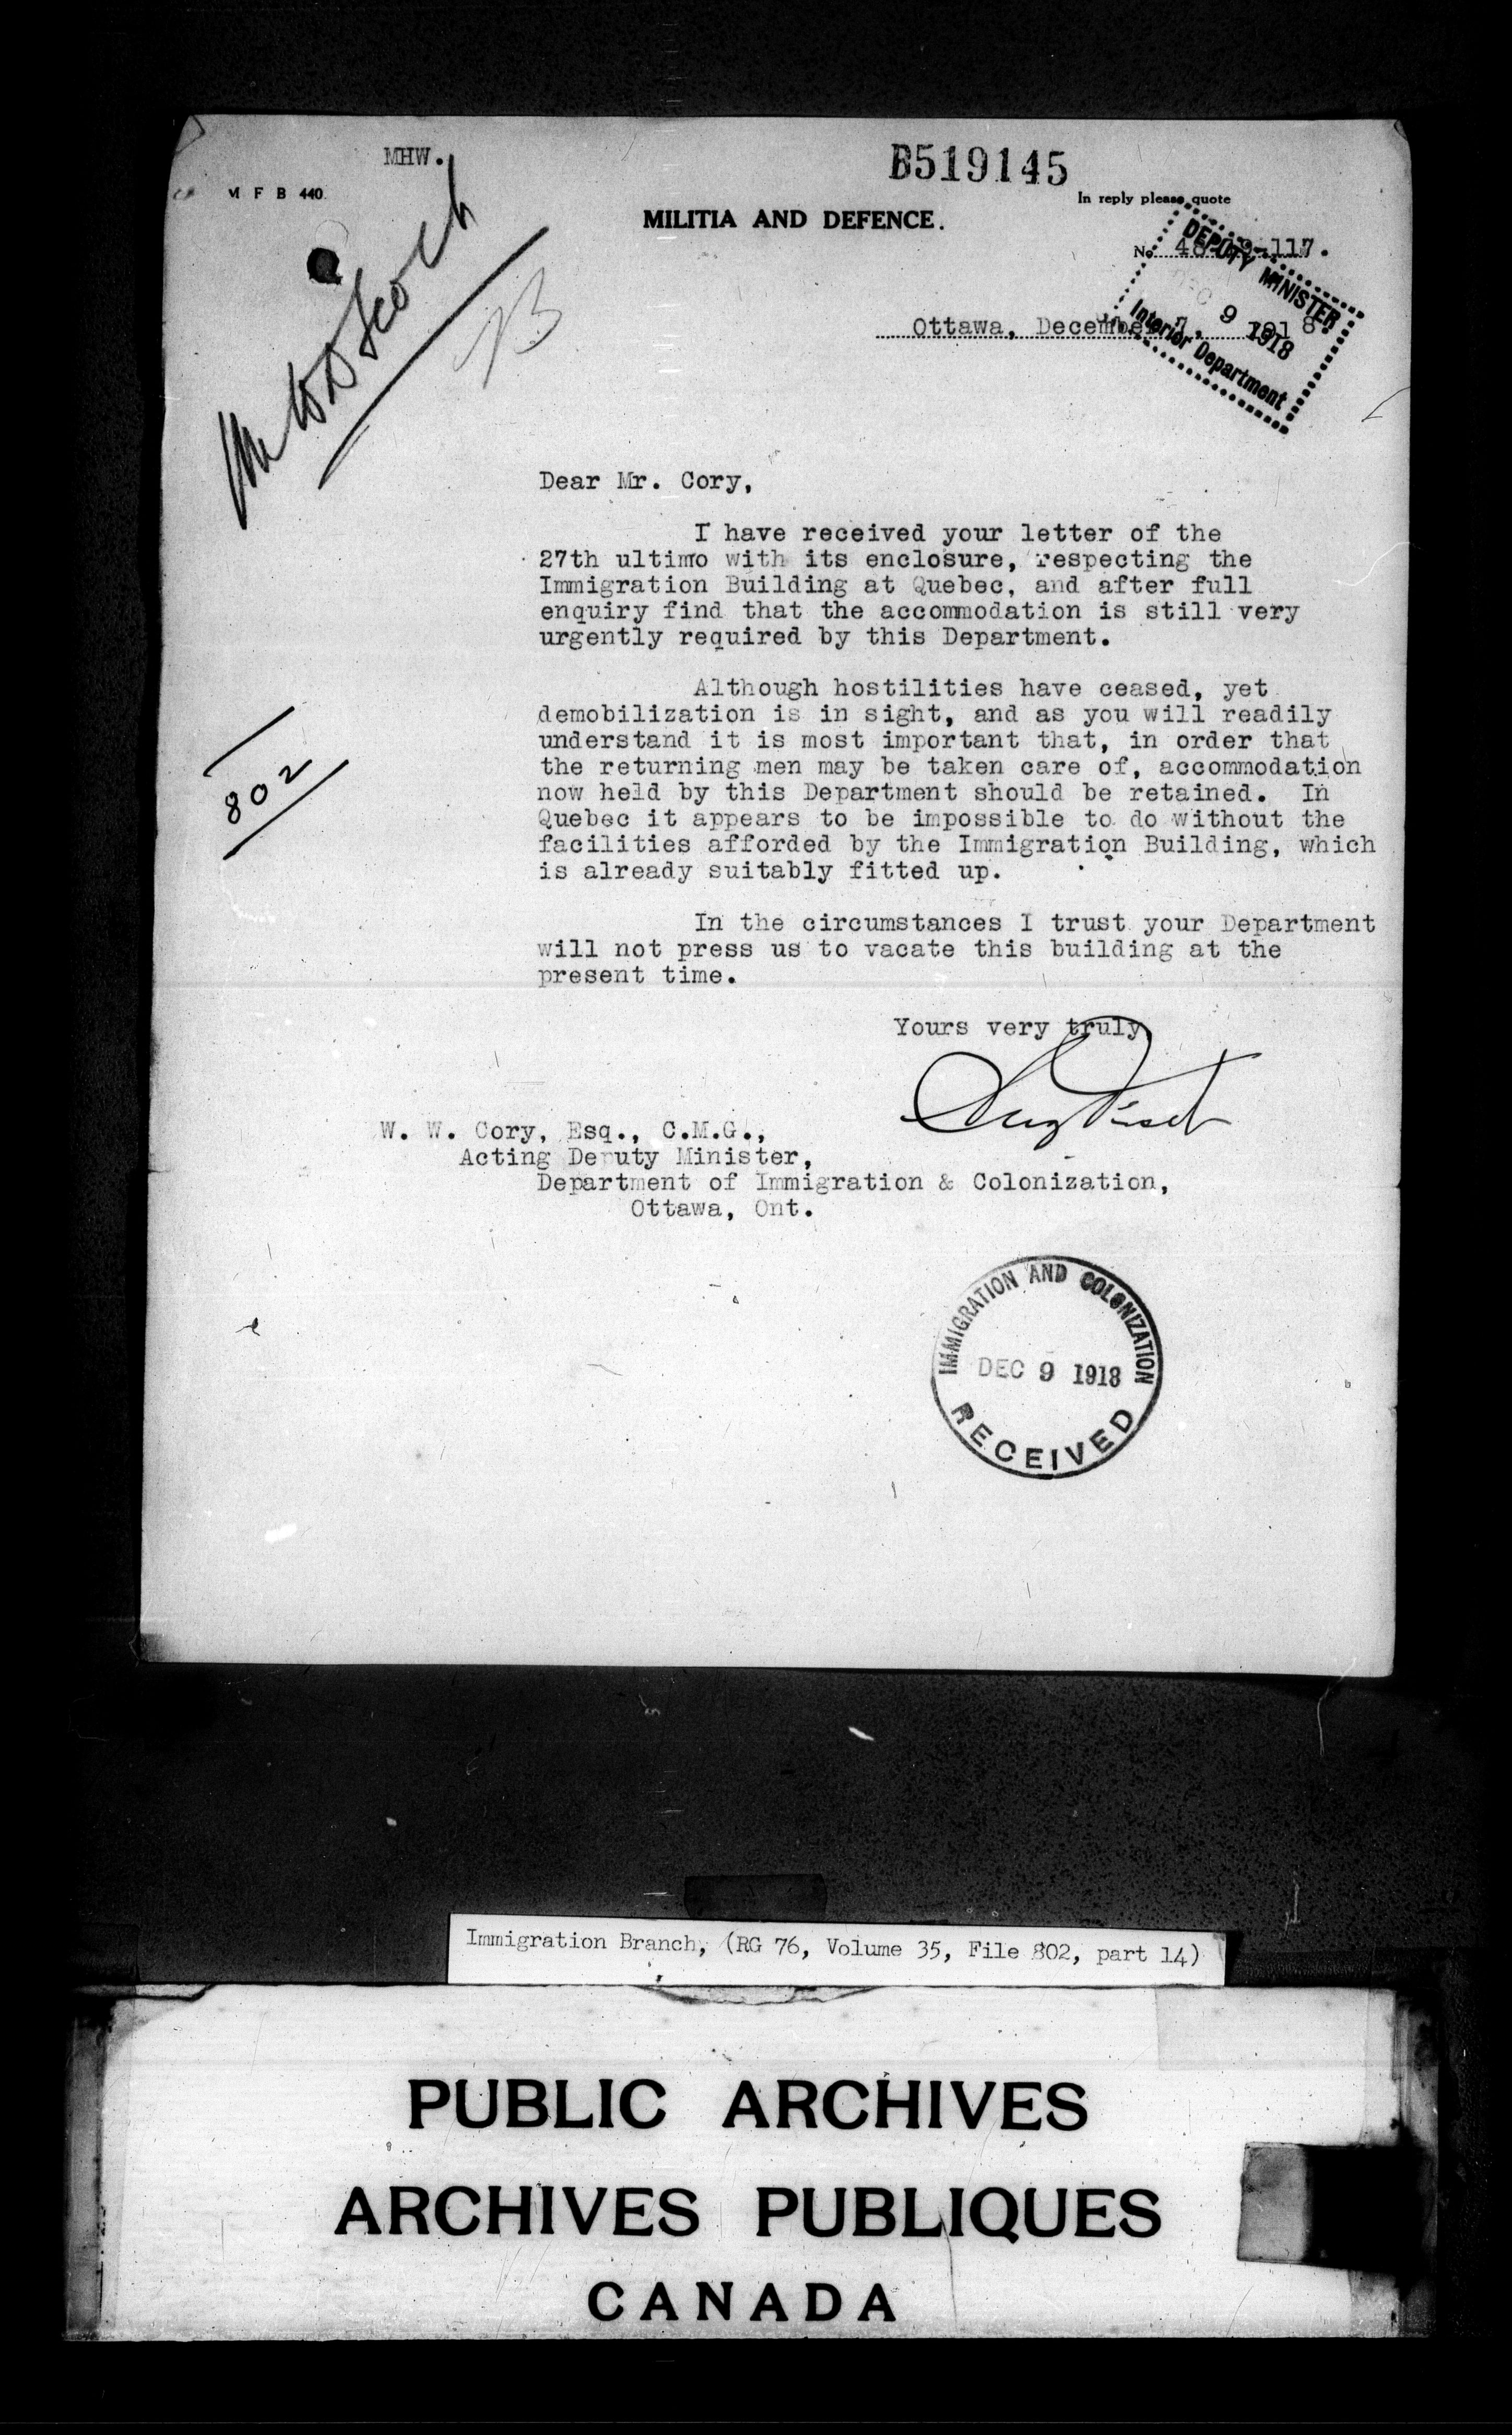 MHW.
B519145
M F B 440.
In reply please quote
MILITIA AND DEFENCE.
No
117.
DEPUTY MINISTER
DEC 9 1918
Interior Department
Ottawa, December 7, 1918.
Dear Mr. Cory,
I have received your letter of the
27th ultimo with its enclosure, respecting the
Immigration Building at Quebec, and after full
enquiry find that the accommodation is still very
urgently required by this Department.
Although hostilities have ceased, yet
demobilization is in sight, and as you will readily
understand it is most important that, in order that
the returning men may be taken care of, accommodation
now held by this Department should be retained. In
Quebec it appears to be impossible to do without the
facilities afforded by the Immigration Building, which
is already suitably fitted up.
802
In the circumstances I trust your Department
will not press us to vacate this building at the
present time.
Yours very truly,
W. W. Cory, Esq., C.M.G.,
Acting Deputy Minister,
Department of Immigration & Colonization,
Ottawa, Ont.
IMMIGRATION AND COLONIZATION
DEC 9 1918
RECEIVED
Immigration Branch, (RG 76, Volume 35, File 802, part 14)
PUBLIC ARCHIVES
ARCHIVES PUBLIQUES
CANADA